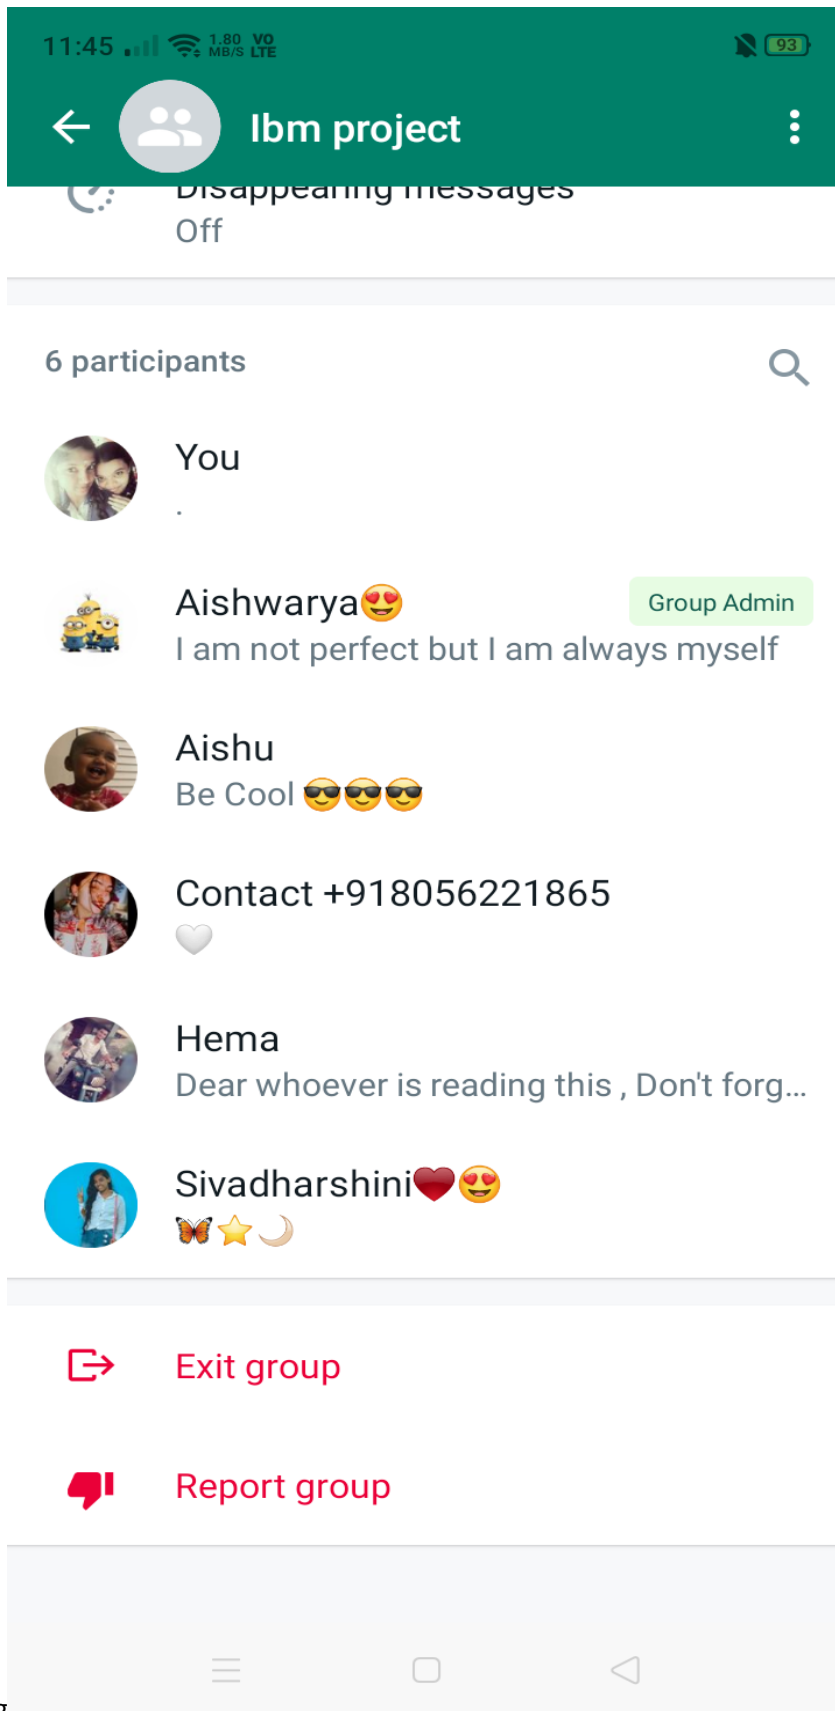 11:45 1.80 MB/S VO LTE 93
Ibm project
Disappearing messages
Off
6 participants
You
.
Aishwarya😍 Group Admin
I am not perfect but I am always myself
Aishu
Be Cool 😎😎😎
Contact +918056221865
🤍
Hema
Dear whoever is reading this , Don't forg...
Sivadharshini❤️😍
🦋⭐🌙
Exit group
Report group